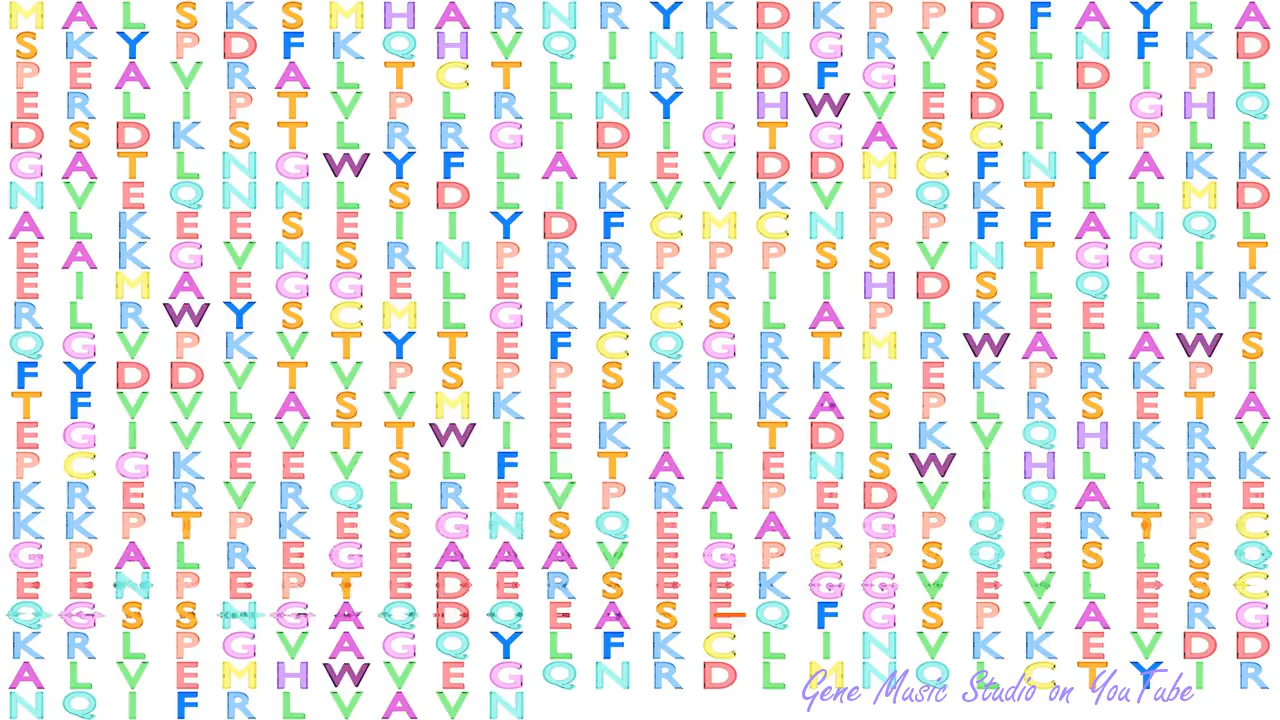 M A L S K S M H A R N R Y K D K P P D F A Y L A
S K Y P D F K Q H V Q I N L N G R V S L N F K D
P E A V R A L T C T L L R E D F G L S L D I P L
E R L I P T V P L R L N Y I H W V E D L I G H Q
D S D K S T L R R G I D I G T G A S C I Y P L L
G A T L N G W Y F L A T E V D D M C F N Y A K K
N V E Q N N L S D L I K V V K V P Q K T L L M D
A L K E E S E I I Y D F C M C N P P F F A N Q L
E A K G V N S R N P R R P P P S S V N T G G I T
E I M A E G G E L E F V K R I I H D S L Q L K K
R L R W Y S C M L G K K C S L A P L K E E L R I
Q G V P K V T Y T E F C Q G R T M R W A L A W S
F Y D D V T V P S P P S K R R K L E K P R K P I
T F V V L A S V M K E L S L K A S P L R S E T A
E G I V V V T T W I E K I L T D L K V Q H K R V
P C G K E E V S L F L T A I E N S W I H L R R K
K R E R V R Q L R E V P R A P E D V I Q A L E E
K K P T P K E S G N S Q E L A R G P Q E R T P C
G P A L R E G E A A A V E G P C P S Q E S L S Q
E E N P E P T E D E R S E E K G G V E V L E S C
Q G S S N G A Q D Q E A S E - Q F G S P V A E R G
K R L P G V A G Q Y L F K C L I N V K K E V D D
A L V E M H W V E G Q N R D L M N Q L C T Y I R
N Q I F R L V A V N
Gene Music Studio on YouTube